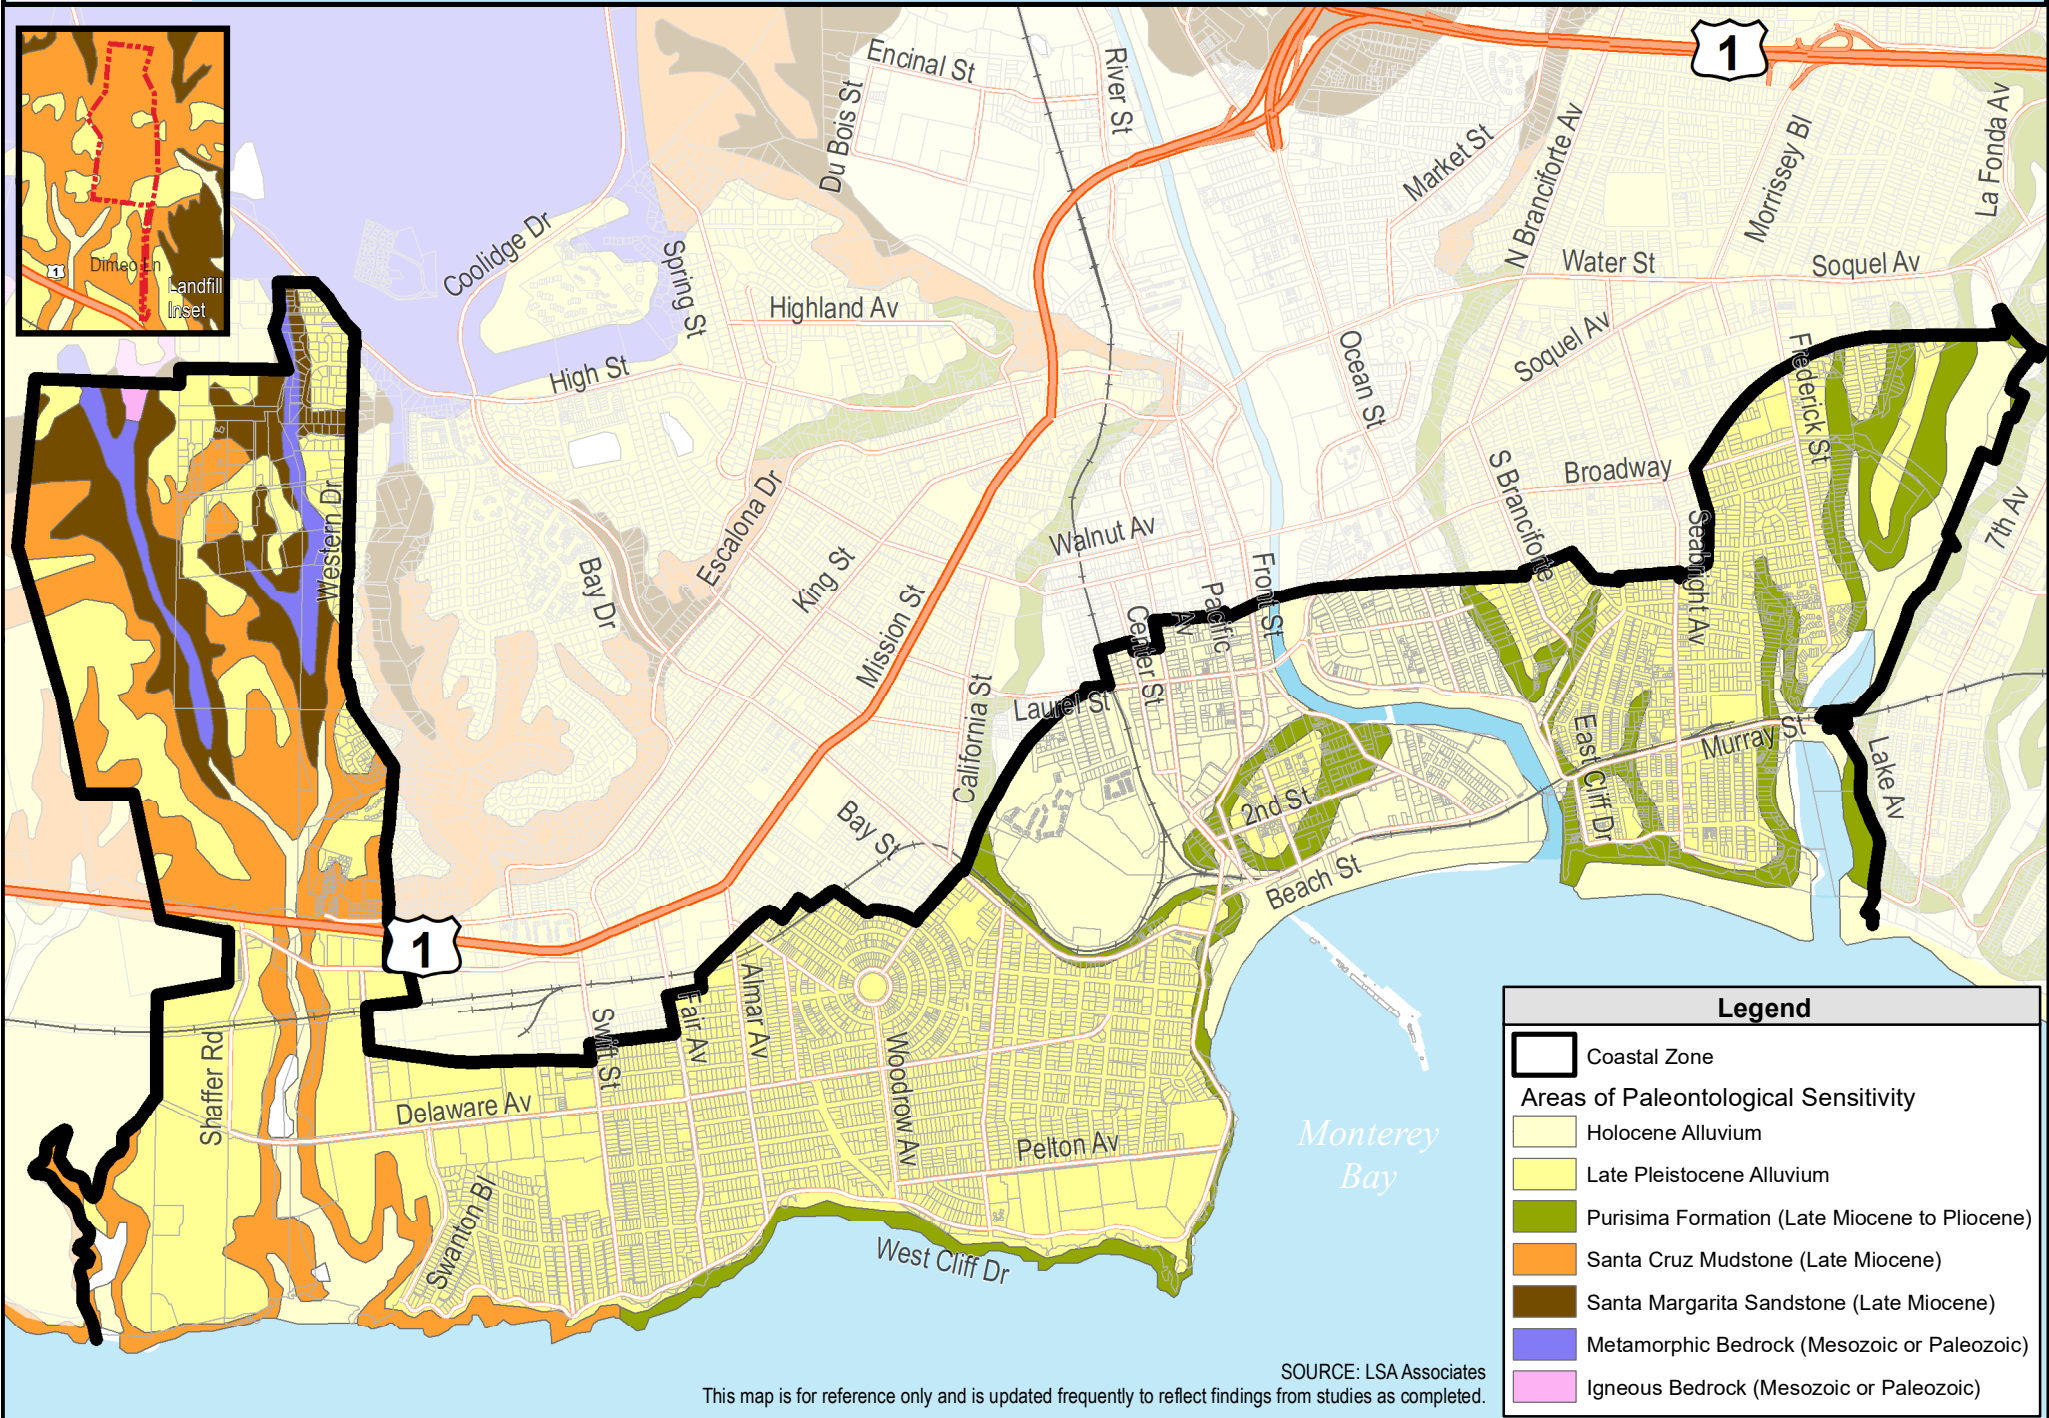 Encinal St
River St
1
Du Bois St
Market St
N Branciforte Av
Morrissey Bl
La Fonda Av
1
Dimeo Ln
Landfill
Inset
Coolidge Dr
Spring St
Highland Av
Water St
Soquel Av
High St
Ocean St
Soquel Av
Frederick St
Western Dr
Bay Dr
Escalona Dr
King St
Mission St
Walnut Av
S Branciforte
Broadway
Seabright Av
7th Av
Front St
Pacific
Av
Center St
Laurel St
California St
Bay St
2nd St
Beach St
East Cliff Dr
Murray St
Lake Av
1
Shaffer Rd
Delaware Av
Swift St
Fair Av
Almar Av
Woodrow Av
Pelton Av
Swanton Bl
West Cliff Dr
Monterey
Bay
Legend
Coastal Zone
Areas of Paleontological Sensitivity
Holocene Alluvium
Late Pleistocene Alluvium
Purisima Formation (Late Miocene to Pliocene)
Santa Cruz Mudstone (Late Miocene)
Santa Margarita Sandstone (Late Miocene)
Metamorphic Bedrock (Mesozoic or Paleozoic)
Igneous Bedrock (Mesozoic or Paleozoic)
SOURCE: LSA Associates
This map is for reference only and is updated frequently to reflect findings from studies as completed.